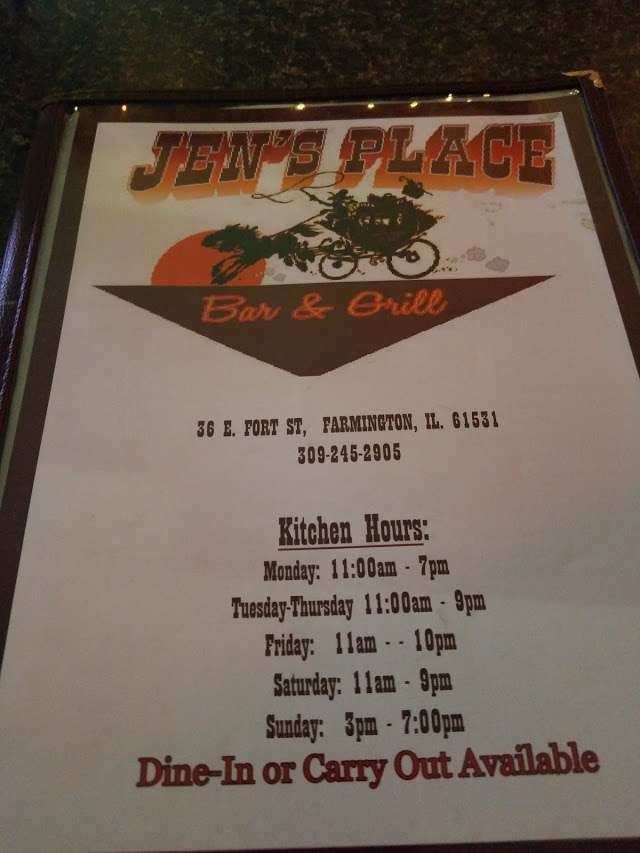 JEN'S PLACE
Bar & Grill
36 E. FORT ST, FARMINGTON, IL. 61531
309-245-2905
Kitchen Hours:
Monday: 11:00am - 7pm
Tuesday-Thursday 11:00am - 9pm
Friday: 11am - - 10pm
Saturday: 11am - 9pm
Sunday: 3pm - 7:00pm
Dine-In or Carry Out Available